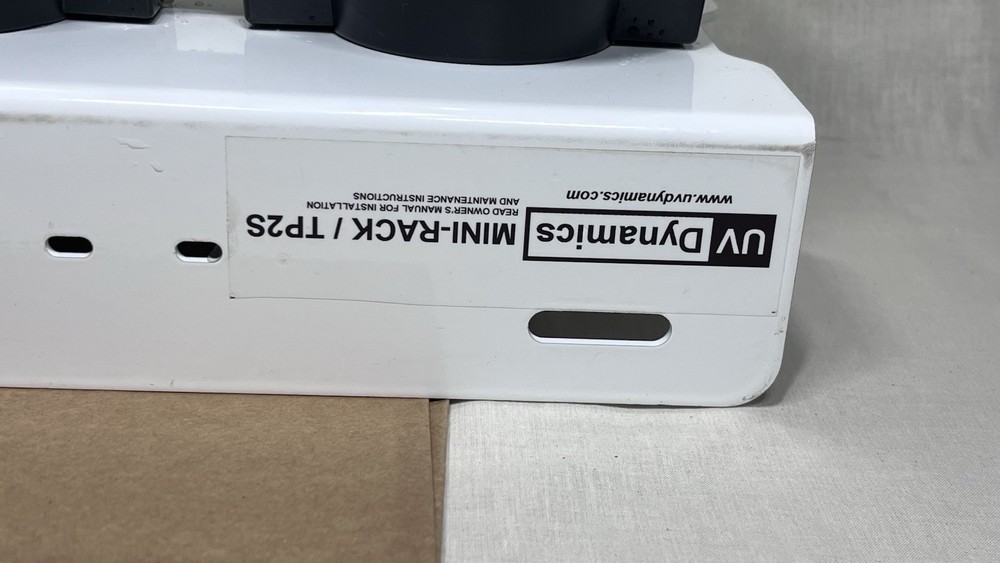 UV Dynamics
www.uvdynamics.com
MINI-RACK / TP2S
READ OWNER'S MANUAL FOR INSTALLATION
AND MAINTENANCE INSTRUCTIONS